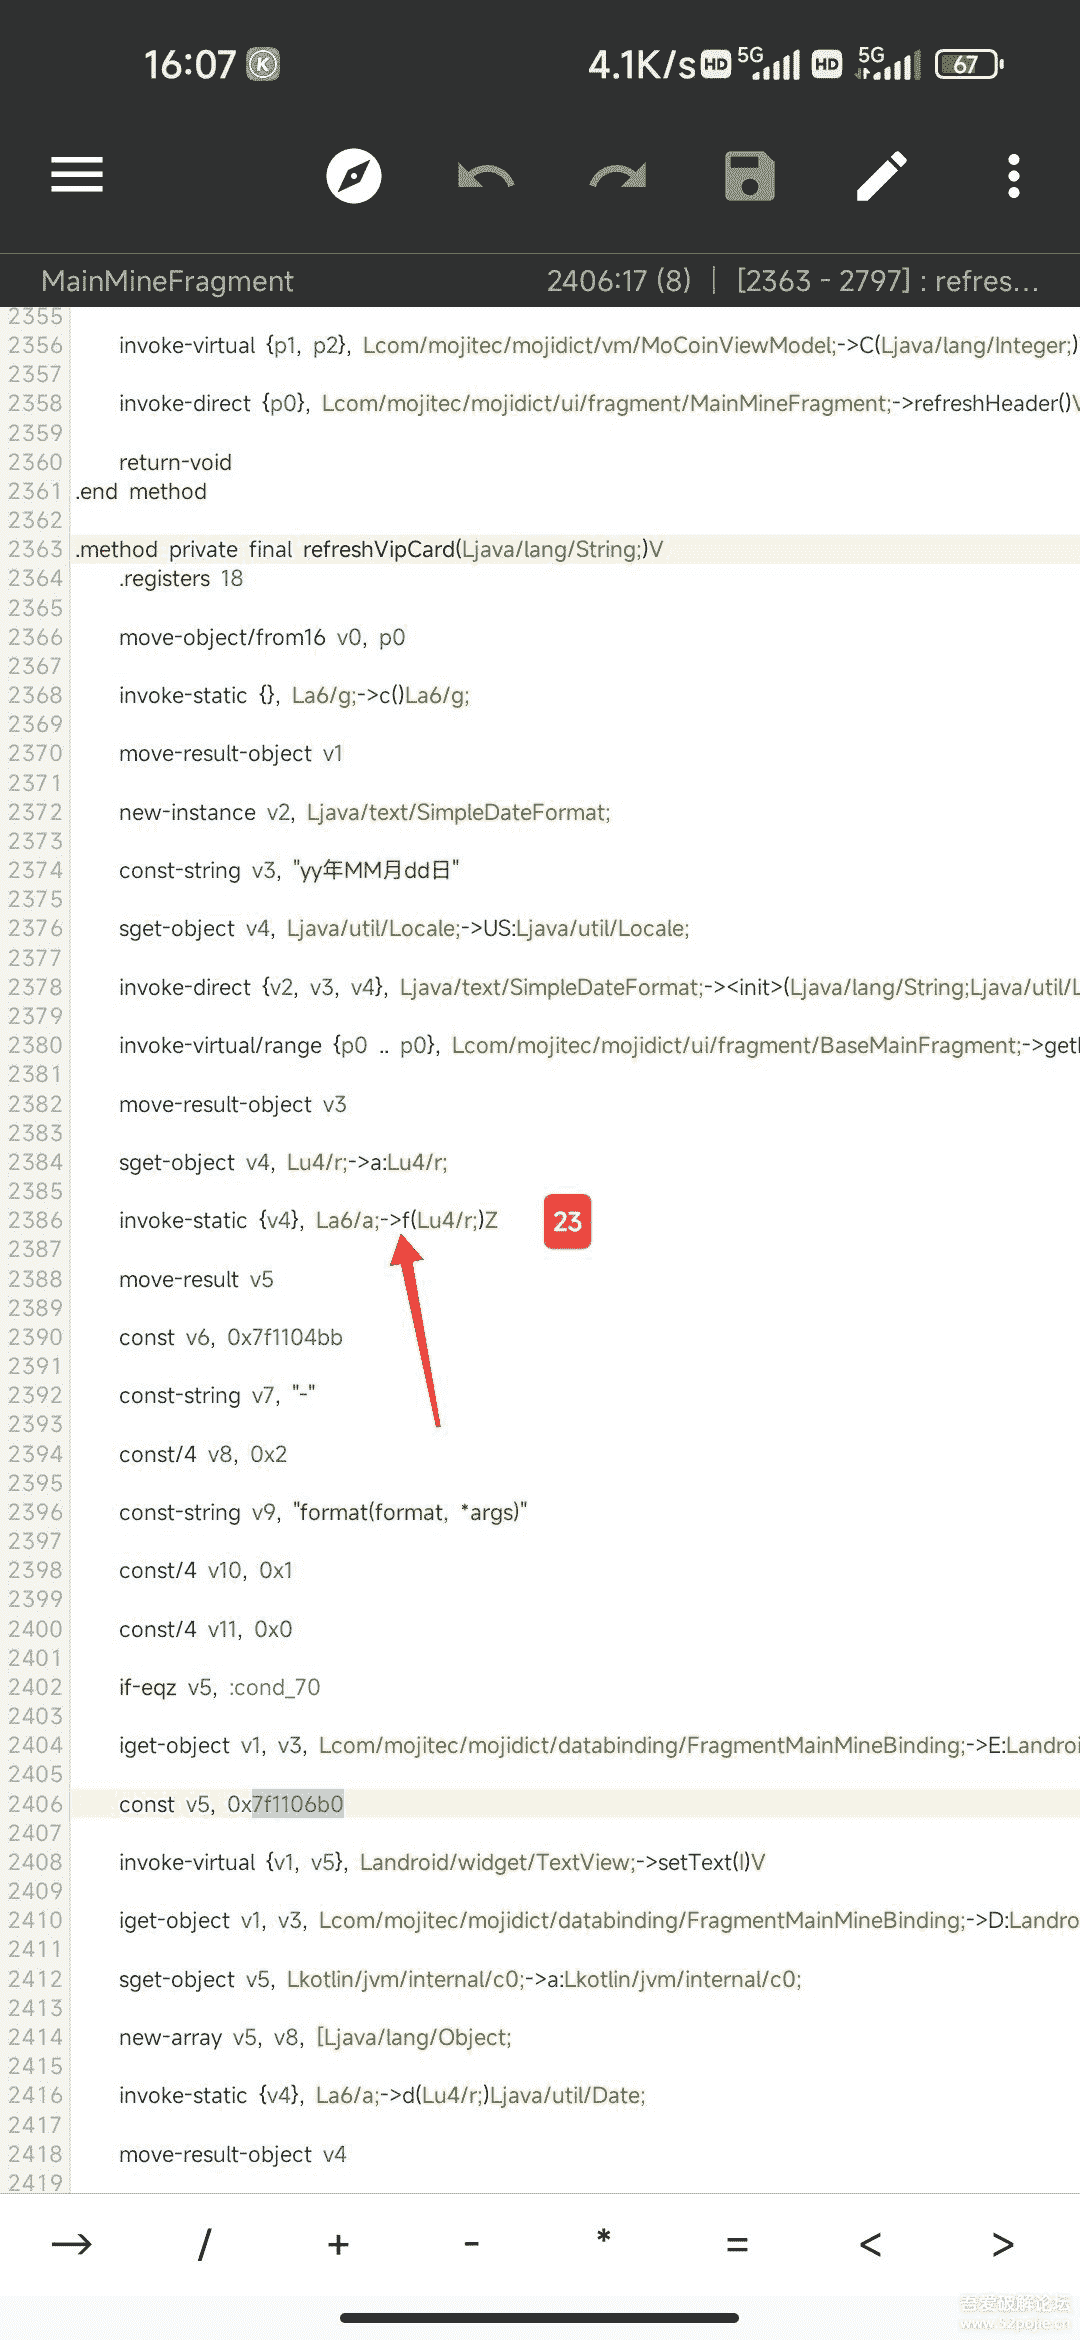 16:07 K 4.1K/s HD 5G HD 5G 67
MainMineFragment 2406:17 (8) | [2363 - 2797] : refres...
2355
2356 invoke-virtual {p1, p2}, Lcom/mojitec/mojidict/vm/MoCoinViewModel;->C(Ljava/lang/Integer;)
2357
2358 invoke-direct {p0}, Lcom/mojitec/mojidict/ui/fragment/MainMineFragment;->refreshHeader()V
2359
2360 return-void
2361 .end method
2362
2363 .method private final refreshVipCard(Ljava/lang/String;)V
2364 .registers 18
2365
2366 move-object/from16 v0, p0
2367
2368 invoke-static {}, La6/g;->c()La6/g;
2369
2370 move-result-object v1
2371
2372 new-instance v2, Ljava/text/SimpleDateFormat;
2373
2374 const-string v3, "yy年MM月dd日"
2375
2376 sget-object v4, Ljava/util/Locale;->US:Ljava/util/Locale;
2377
2378 invoke-direct {v2, v3, v4}, Ljava/text/SimpleDateFormat;-><init>(Ljava/lang/String;Ljava/util/L
2379
2380 invoke-virtual/range {p0 .. p0}, Lcom/mojitec/mojidict/ui/fragment/BaseMainFragment;->get
2381
2382 move-result-object v3
2383
2384 sget-object v4, Lu4/r;->a:Lu4/r;
2385
2386 invoke-static {v4}, La6/a;->f(Lu4/r;)Z 23
2387
2388 move-result v5
2389
2390 const v6, 0x7f1104bb
2391
2392 const-string v7, "-"
2393
2394 const/4 v8, 0x2
2395
2396 const-string v9, "format(format, *args)"
2397
2398 const/4 v10, 0x1
2399
2400 const/4 v11, 0x0
2401
2402 if-eqz v5, :cond_70
2403
2404 iget-object v1, v3, Lcom/mojitec/mojidict/databinding/FragmentMainMineBinding;->E:Landroi
2405
2406 const v5, 0x7f1106b0
2407
2408 invoke-virtual {v1, v5}, Landroid/widget/TextView;->setText(I)V
2409
2410 iget-object v1, v3, Lcom/mojitec/mojidict/databinding/FragmentMainMineBinding;->D:Landro
2411
2412 sget-object v5, Lkotlin/jvm/internal/c0;->a:Lkotlin/jvm/internal/c0;
2413
2414 new-array v5, v8, [Ljava/lang/Object;
2415
2416 invoke-static {v4}, La6/a;->d(Lu4/r;)Ljava/util/Date;
2417
2418 move-result-object v4
2419
→ / + - * = < >
吾爱破解论坛
www.52pojie.cn